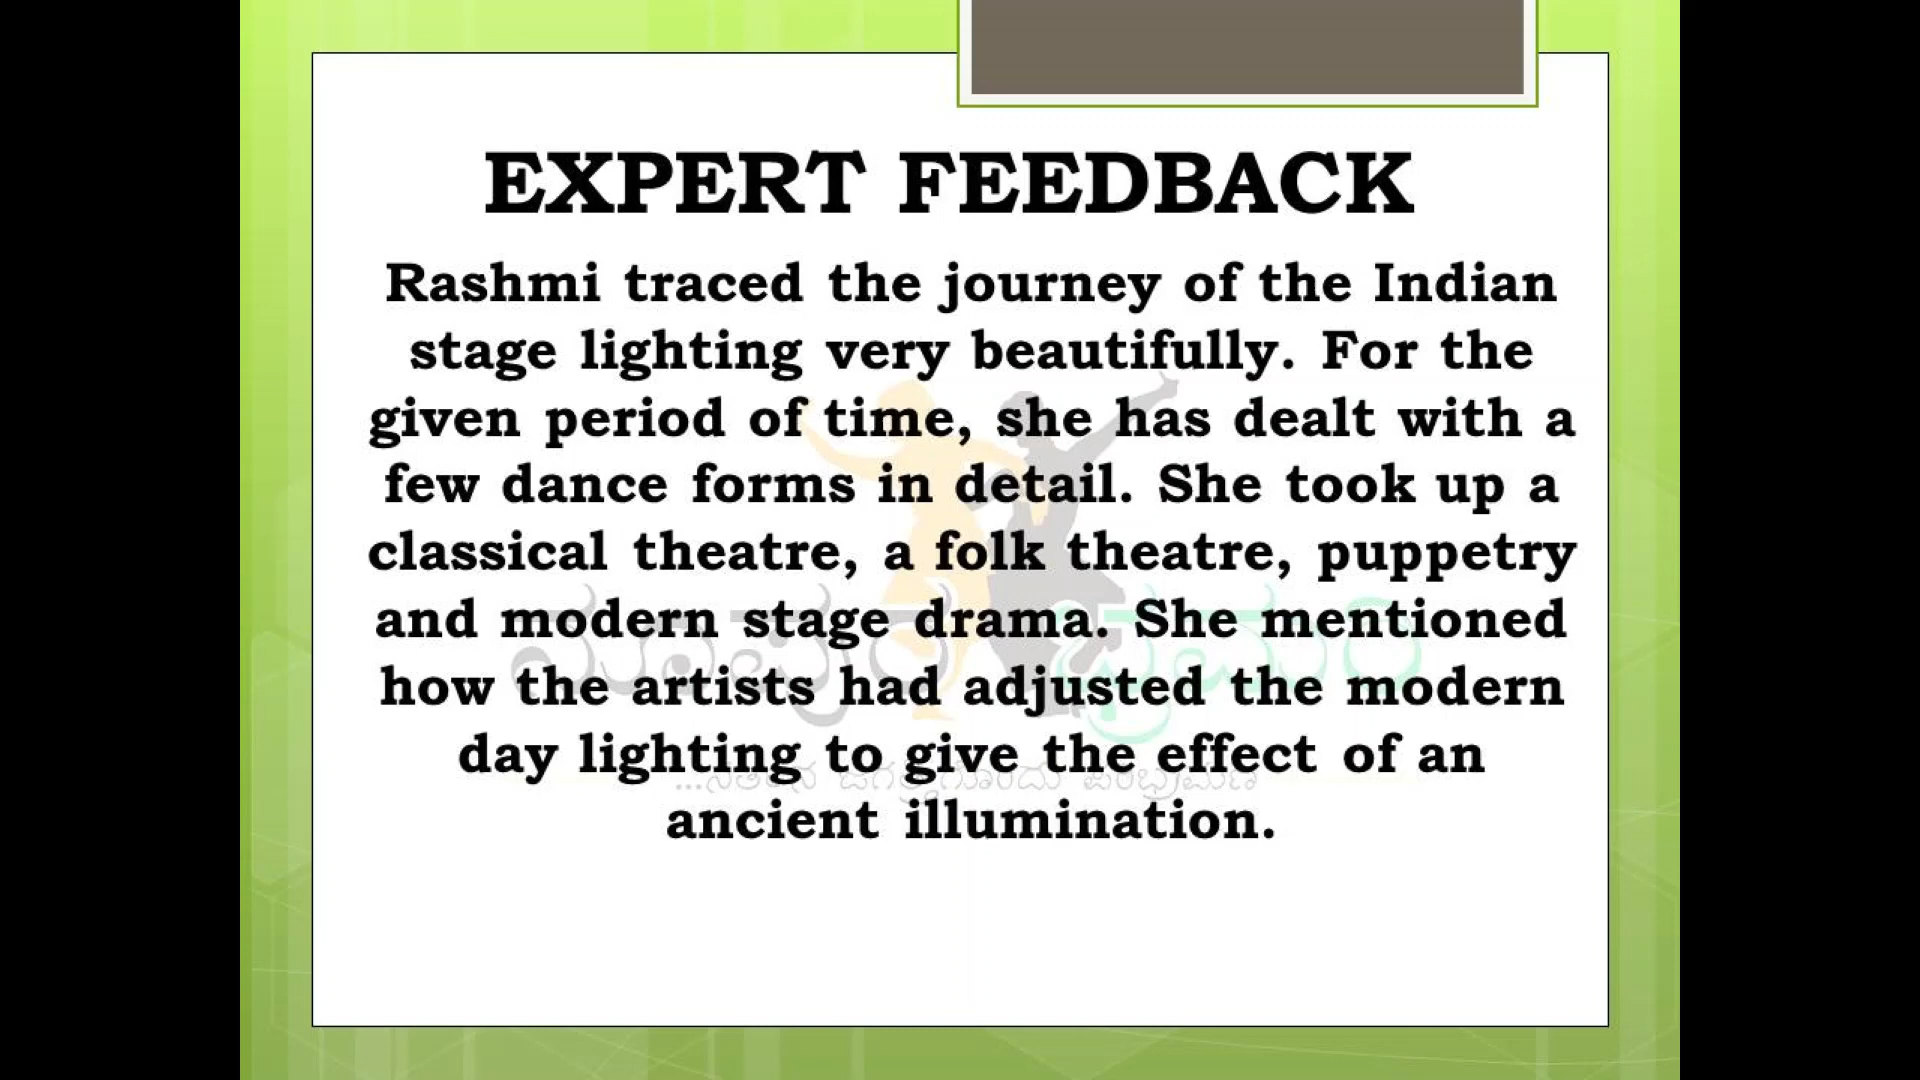 EXPERT FEEDBACK
Rashmi traced the journey of the Indian
stage lighting very beautifully. For the
given period of time, she has dealt with a
few dance forms in detail. She took up a
classical theatre, a folk theatre, puppetry
and modern stage drama. She mentioned
how the artists had adjusted the modern
day lighting to give the effect of an
ancient illumination.